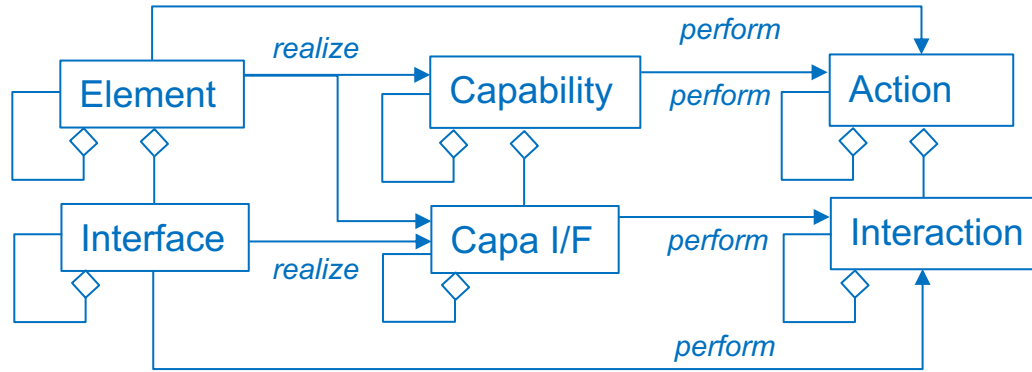 realize
perform
Element
Capability
perform
Action
Interface
realize
Capa I/F
perform
Interaction
perform